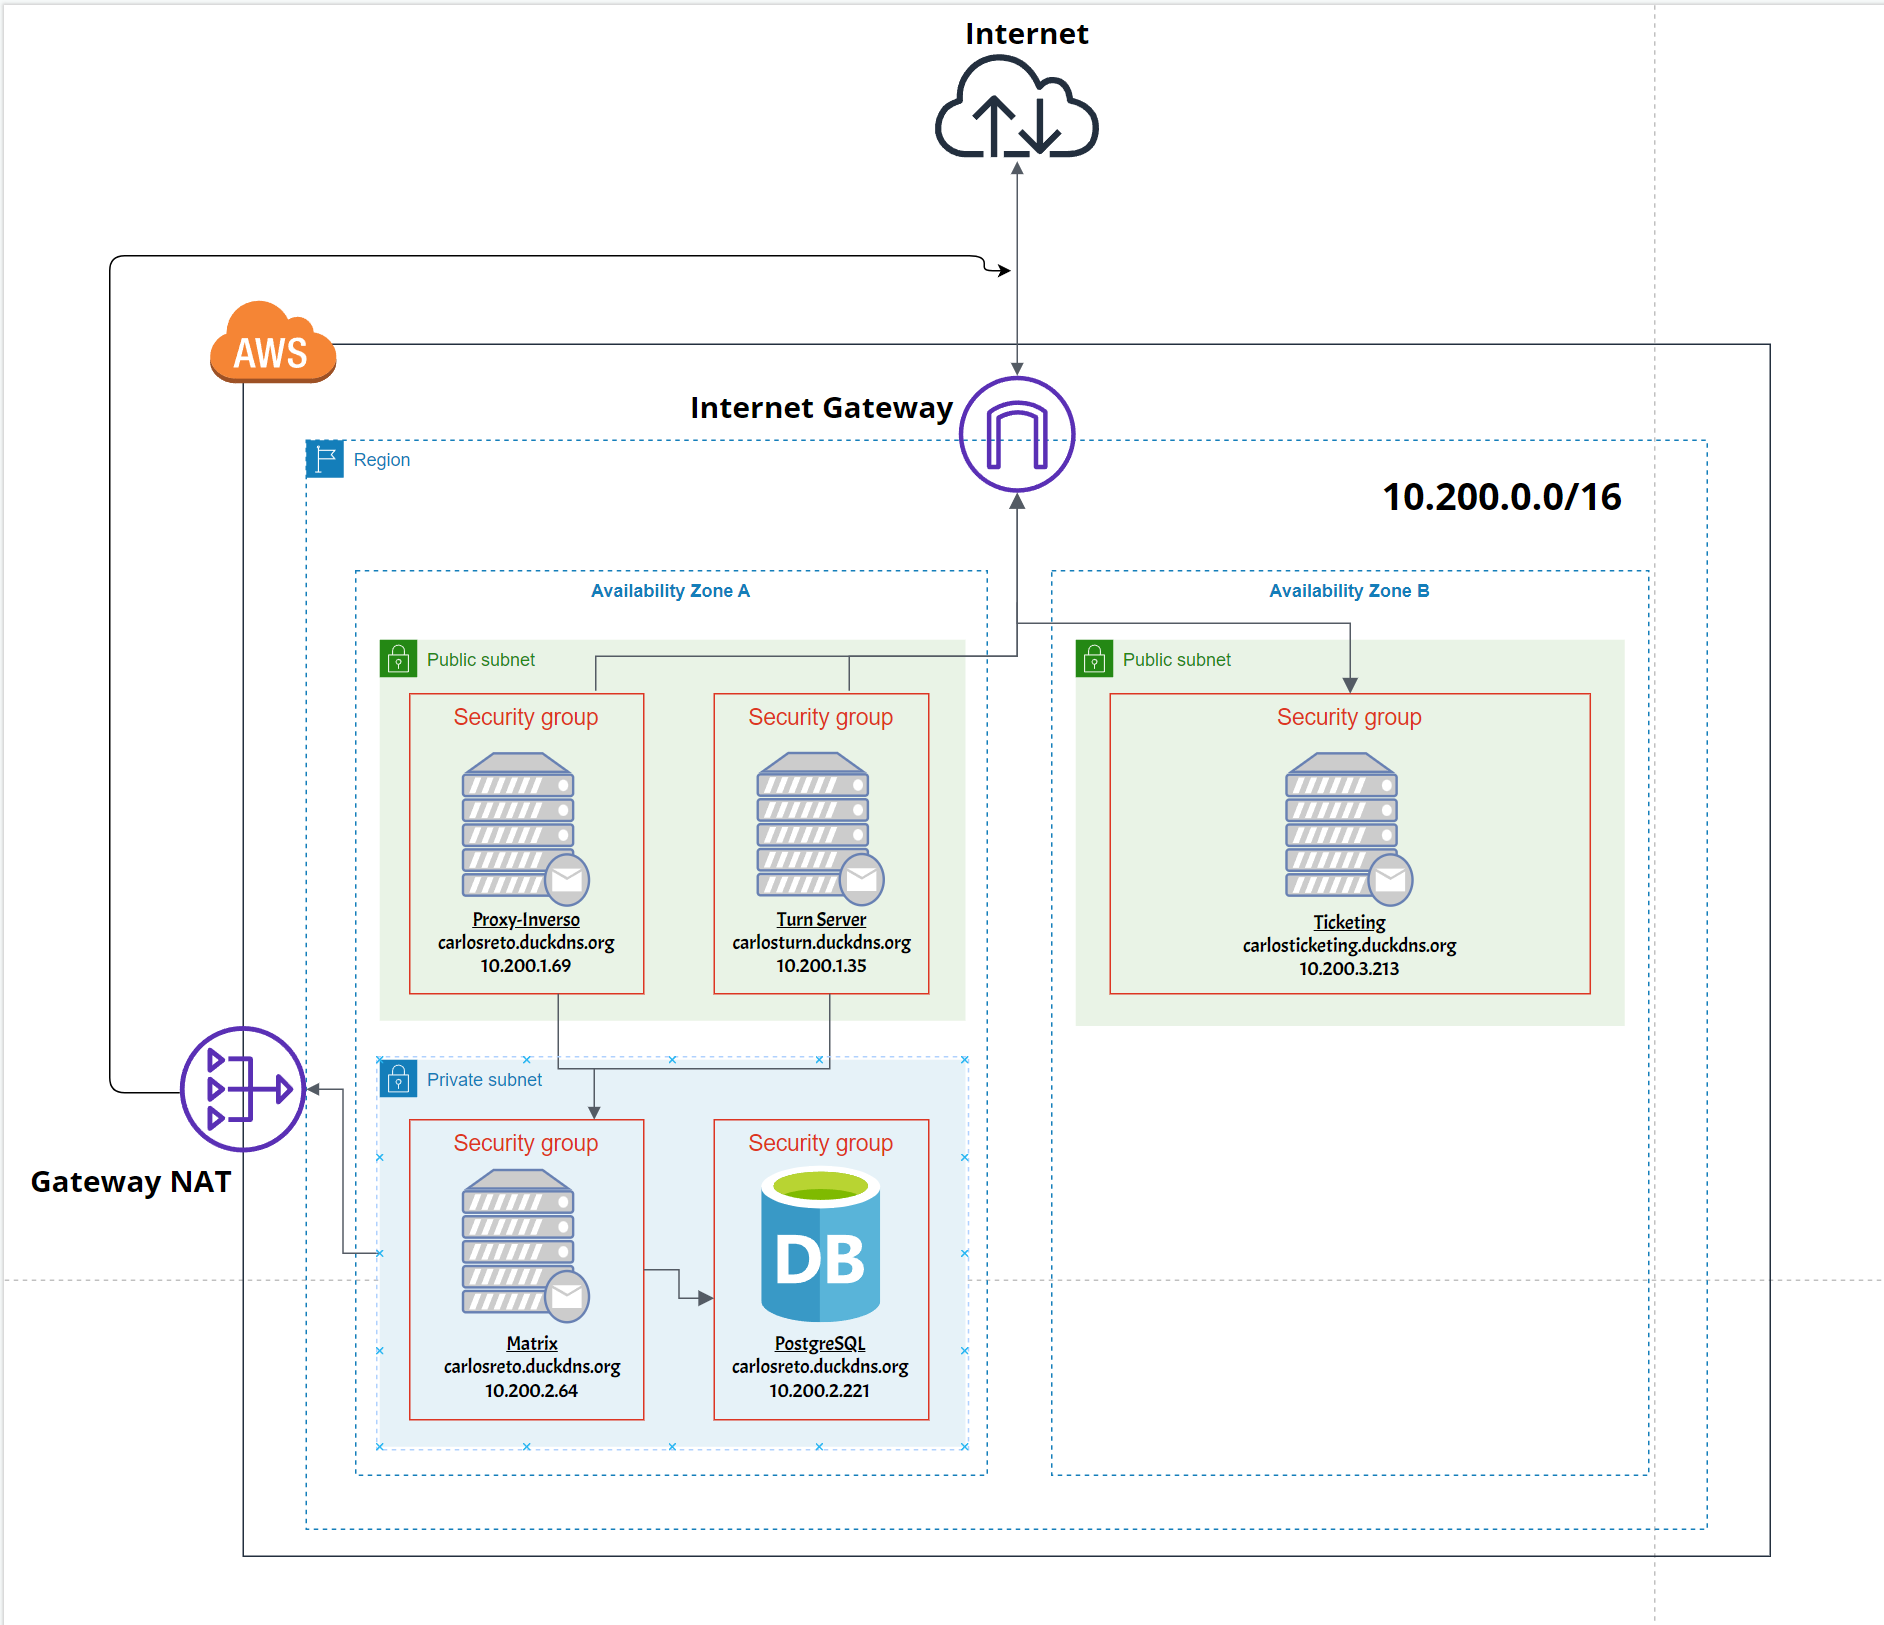 Internet
AWS
Internet Gateway
Region
10.200.0.0/16
Availability Zone A
Availability Zone B
Public subnet
Public subnet
Security group
Security group
Security group
Proxy-Inverso
carlosreto.duckdns.org
10.200.1.69
Turn Server
carlosturn.duckdns.org
10.200.1.35
Ticketing
carlosticketing.duckdns.org
10.200.3.213
Private subnet
Gateway NAT
Security group
Security group
DB
Matrix
carlosreto.duckdns.org
10.200.2.64
PostgreSQL
carlosreto.duckdns.org
10.200.2.221